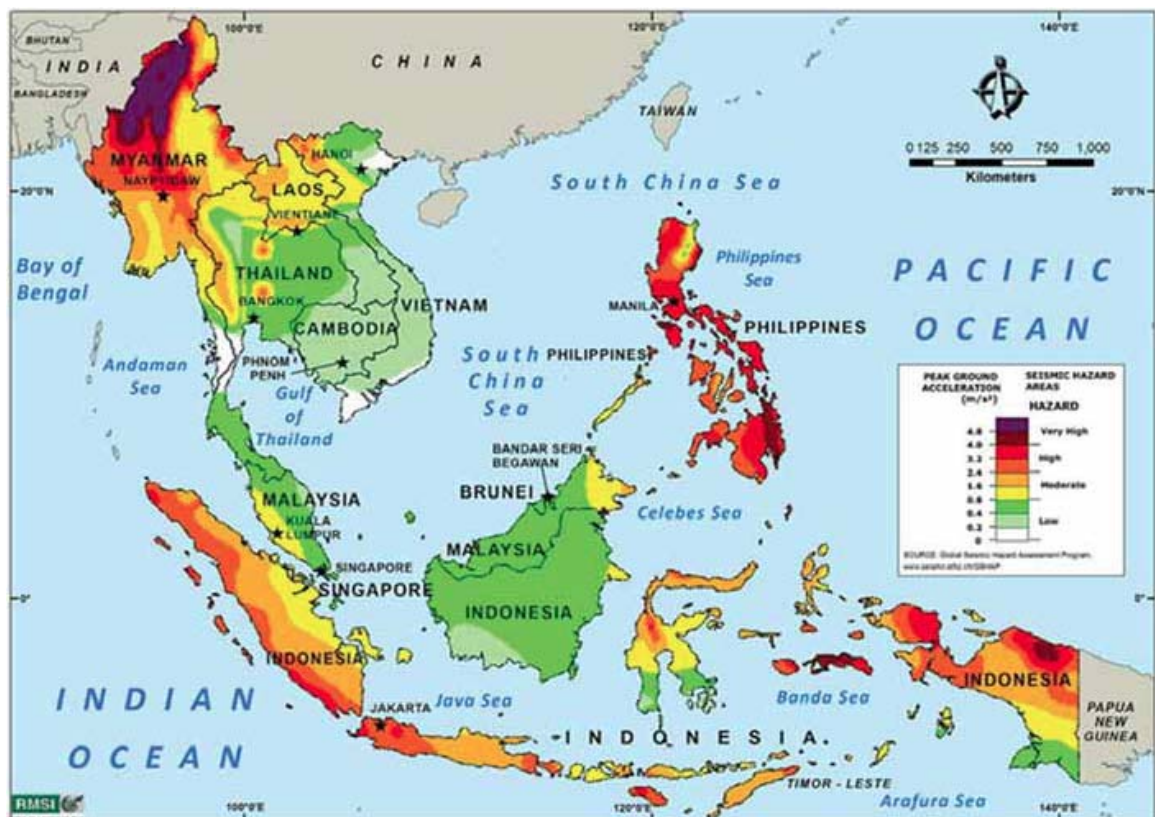 100°0'E
120°0'E
140°0'E
BHUTAN
INDIA
CHINA
BANGLADESH
TAIWAN
0 125 250 500 750 1,000
Kilometers
MYANMAR
NAYPYIDAW
HANOI
LAOS
VIENTIANE
20°0'N
20°0'N
South China Sea
Bay of
Bengal
THAILAND
BANGKOK
VIETNAM
CAMBODIA
PHNOM
PENH
Philippines
Sea
MANILA
PHILIPPINES
PHILIPPINES
PACIFIC
OCEAN
Andaman
Sea
Gulf
of
Thailand
South
China
Sea
PEAK GROUND
ACCELERATION
(m/s²)
SEISMIC HAZARD
AREAS
HAZARD
4.8
4.0
3.2
2.4
1.6
0.8
0.4
0.2
0
Very High
High
Moderate
Low
SOURCE: Global Seismic Hazard Assessment Program.
BANDAR SERI
BEGAWAN
BRUNEI
Celebes Sea
MALAYSIA
KUALA
LUMPUR
MALAYSIA
SINGAPORE
SINGAPORE
INDONESIA
0°
0°
INDONESIA
INDONESIA
INDIAN
OCEAN
Java Sea
JAKARTA
Banda Sea
PAPUA
NEW
GUINEA
INDONESIA.
TIMOR - LESTE
Arafura Sea
RMSI
100°0'E
120°0'E
140°0'E